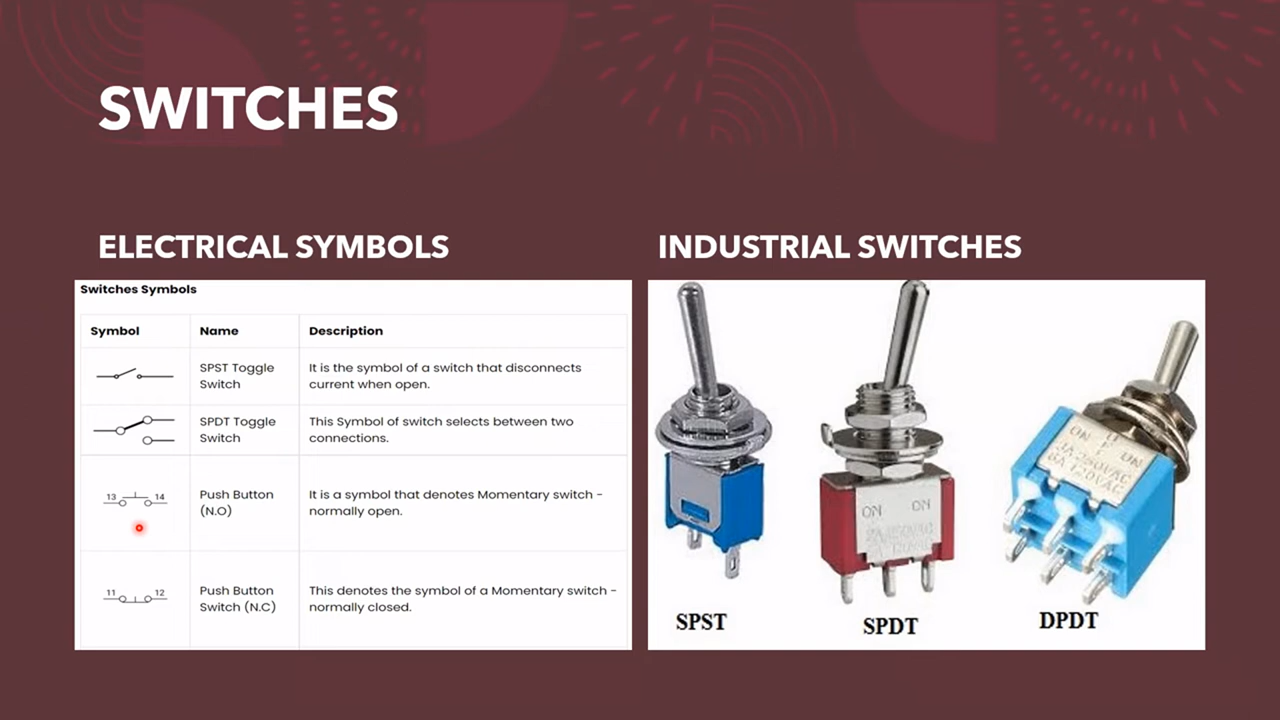 SWITCHES
ELECTRICAL SYMBOLS
INDUSTRIAL SWITCHES
Switches Symbols
Symbol Name Description
SPST Toggle
Switch
It is the symbol of a switch that disconnects
current when open.
SPDT Toggle
Switch
This Symbol of switch selects between two
connections.
13 14
Push Button
(N.O)
It is a symbol that denotes Momentary switch -
normally open.
11 12
Push Button
Switch (N.C)
This denotes the symbol of a Momentary switch -
normally closed.
ON ON
ON ON
SPST
SPDT
DPDT